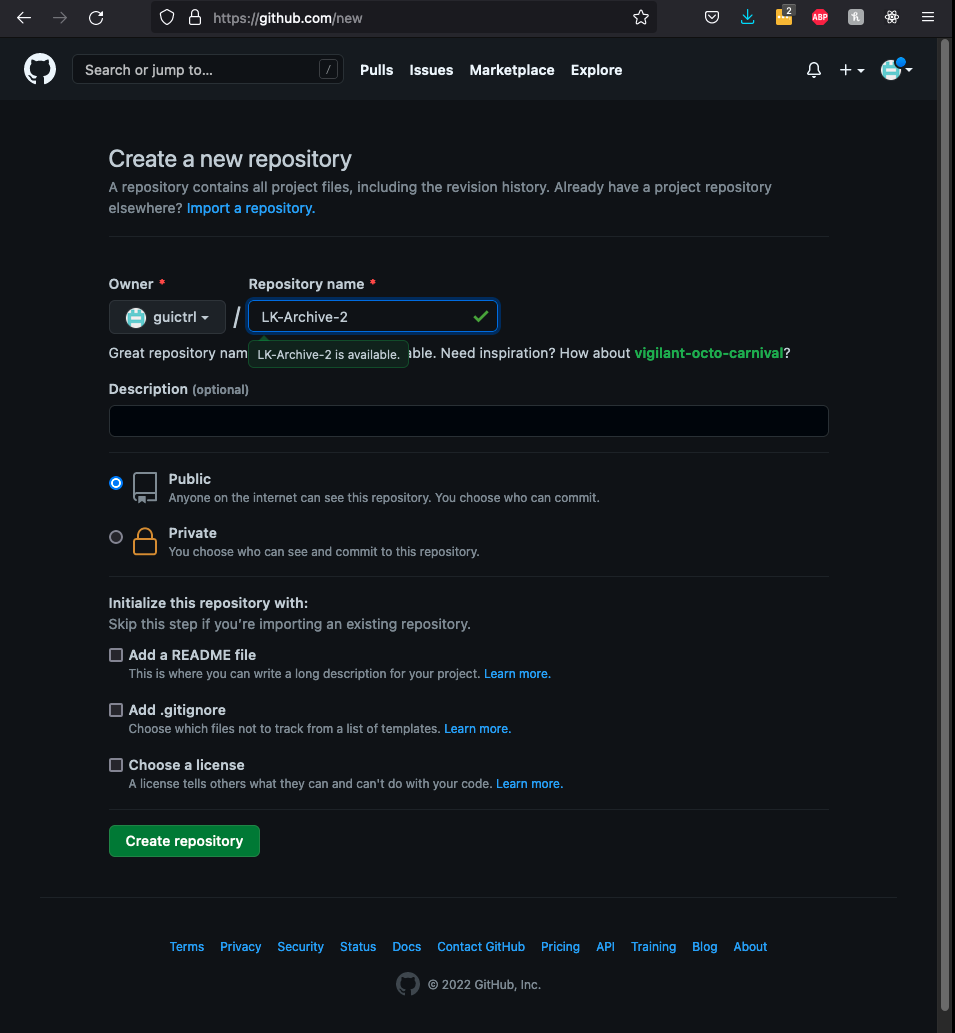 https://github.com/new
2
ABP
Search or jump to... /
Pulls Issues Marketplace Explore
Create a new repository
A repository contains all project files, including the revision history. Already have a project repository
elsewhere? Import a repository.
Owner * Repository name *
guictrl / LK-Archive-2
Great repository nam able. Need inspiration? How about vigilant-octo-carnival?
LK-Archive-2 is available.
Description (optional)
Public
Anyone on the internet can see this repository. You choose who can commit.
Private
You choose who can see and commit to this repository.
Initialize this repository with:
Skip this step if you’re importing an existing repository.
Add a README file
This is where you can write a long description for your project. Learn more.
Add .gitignore
Choose which files not to track from a list of templates. Learn more.
Choose a license
A license tells others what they can and can't do with your code. Learn more.
Create repository
Terms Privacy Security Status Docs Contact GitHub Pricing API Training Blog About
© 2022 GitHub, Inc.